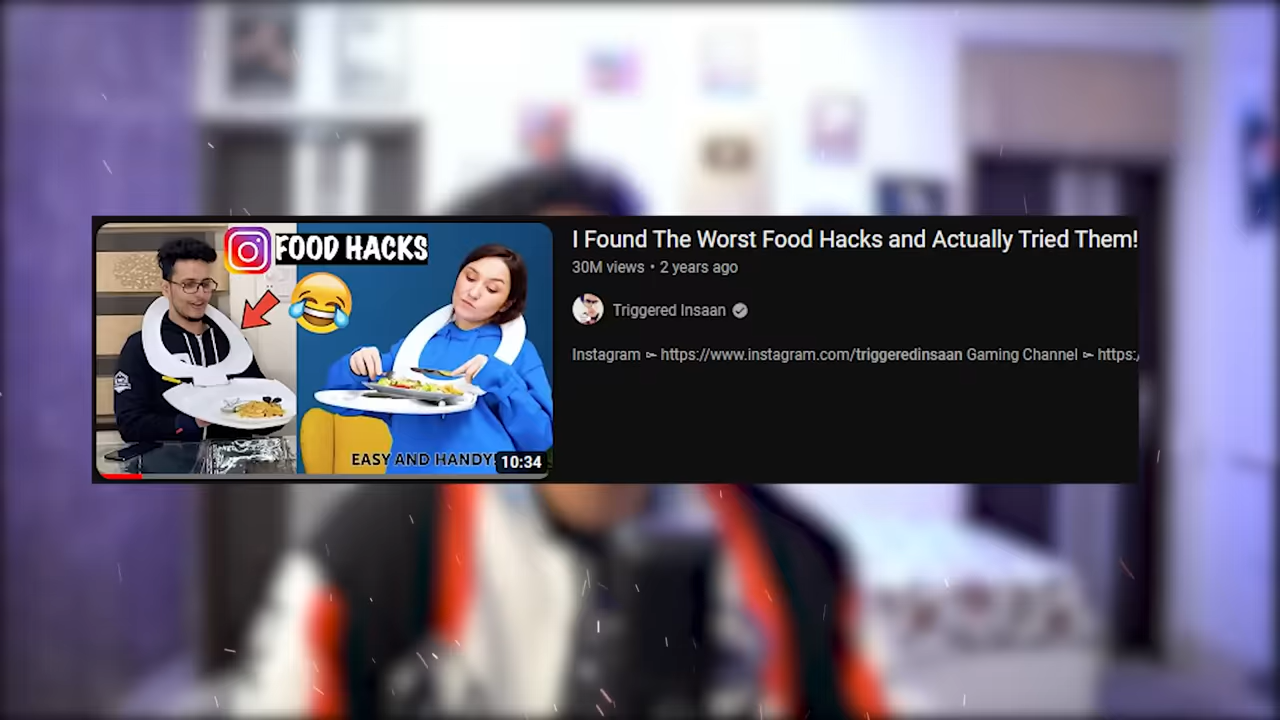 FOOD HACKS
EASY AND HANDY!
10:34
I Found The Worst Food Hacks and Actually Tried Them!
30M views • 2 years ago
Triggered Insaan
Instagram ➣ https://www.instagram.com/triggeredinsaan Gaming Channel ➣ https:/